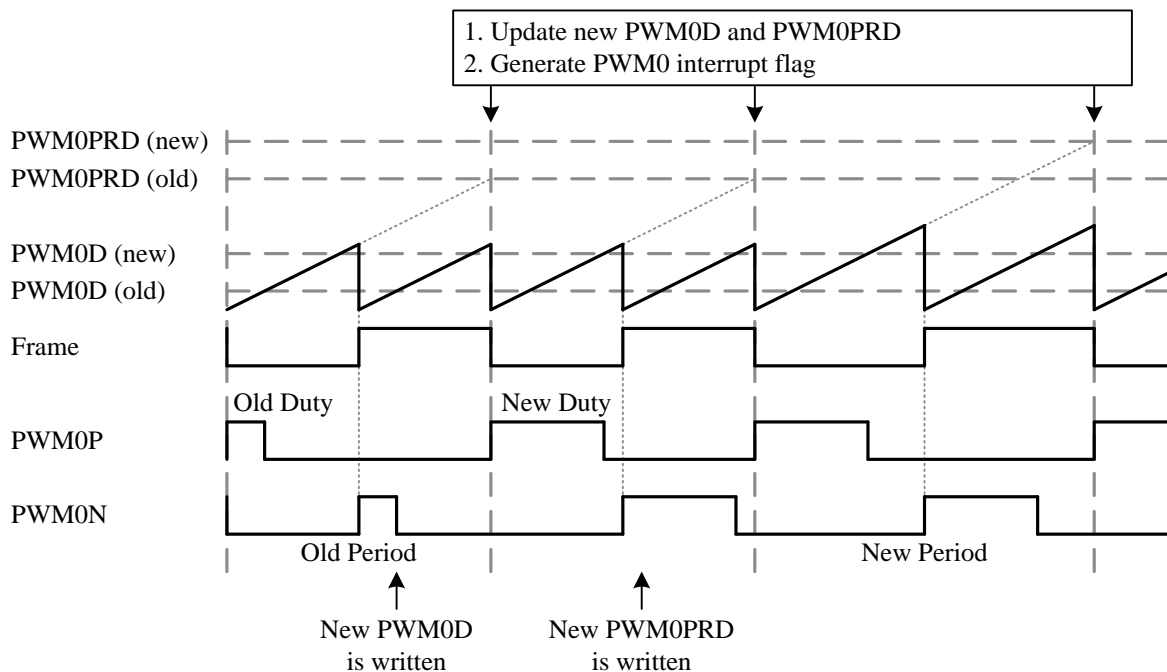 1. Update new PWM0D and PWM0PRD
2. Generate PWM0 interrupt flag
PWM0PRD (new)
PWM0PRD (old)
PWM0D (new)
PWM0D (old)
Frame
Old Duty
New Duty
PWM0P
PWM0N
Old Period
New Period
New PWM0D
is written
New PWM0PRD
is written